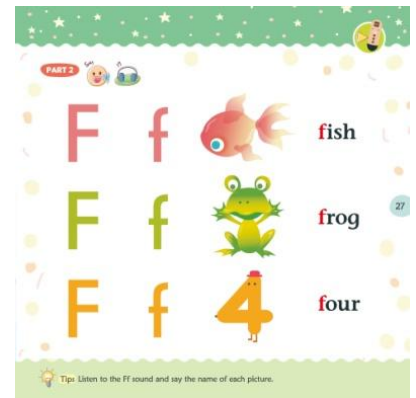 PART 2
F f fish
F f frog
27
F f 4 four
Tips Listen to the Ff sound and say the name of each picture.